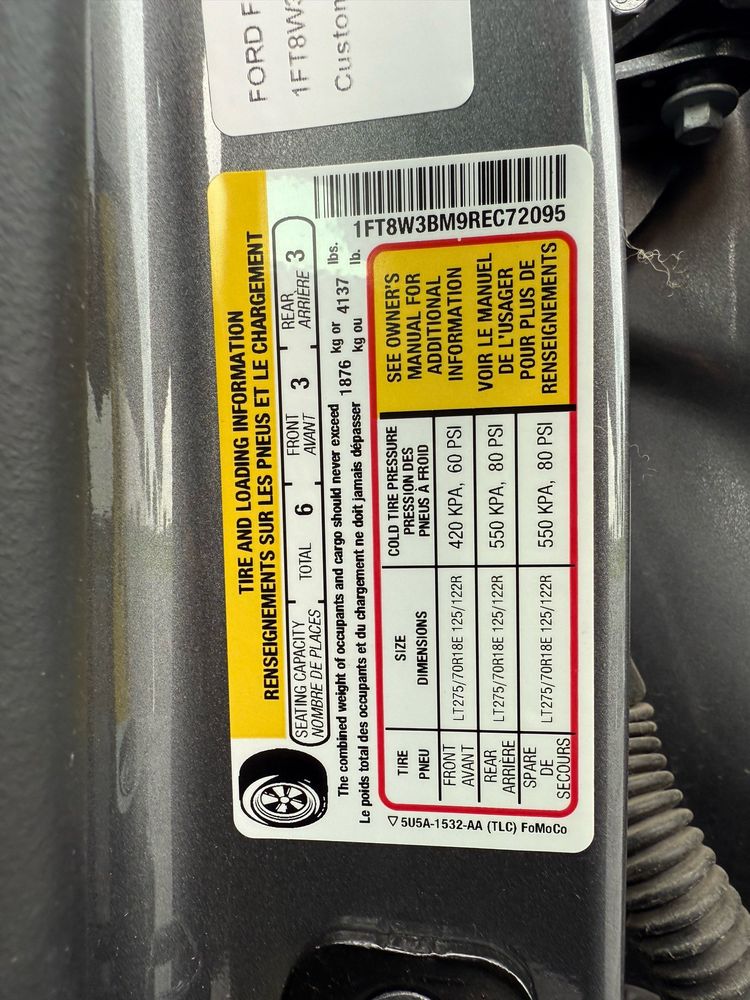 FORD F
1FT8W3
Custom
1FT8W3BM9REC72095
TIRE AND LOADING INFORMATION
RENSEIGNEMENTS SUR LES PNEUS ET LE CHARGEMENT
SEATING CAPACITY TOTAL 6 FRONT 3 REAR 3
NOMBRE DE PLACES AVANT ARRIÈRE
The combined weight of occupants and cargo should never exceed 1876 kg or 4137 lbs.
Le poids total des occupants et du chargement ne doit jamais dépasser kg ou lb.
TIRE SIZE COLD TIRE PRESSURE
PNEU DIMENSIONS PRESSION DES
PNEUS À FROID
FRONT LT275/70R18E 125/122R 420 KPA, 60 PSI
AVANT
REAR LT275/70R18E 125/122R 550 KPA, 80 PSI
ARRIÈRE
SPARE LT275/70R18E 125/122R 550 KPA, 80 PSI
DE
SECOURS
SEE OWNER'S
MANUAL FOR
ADDITIONAL
INFORMATION
VOIR LE MANUEL
DE L'USAGER
POUR PLUS DE
RENSEIGNEMENTS
▽ 5U5A-1532-AA (TLC) FoMoCo